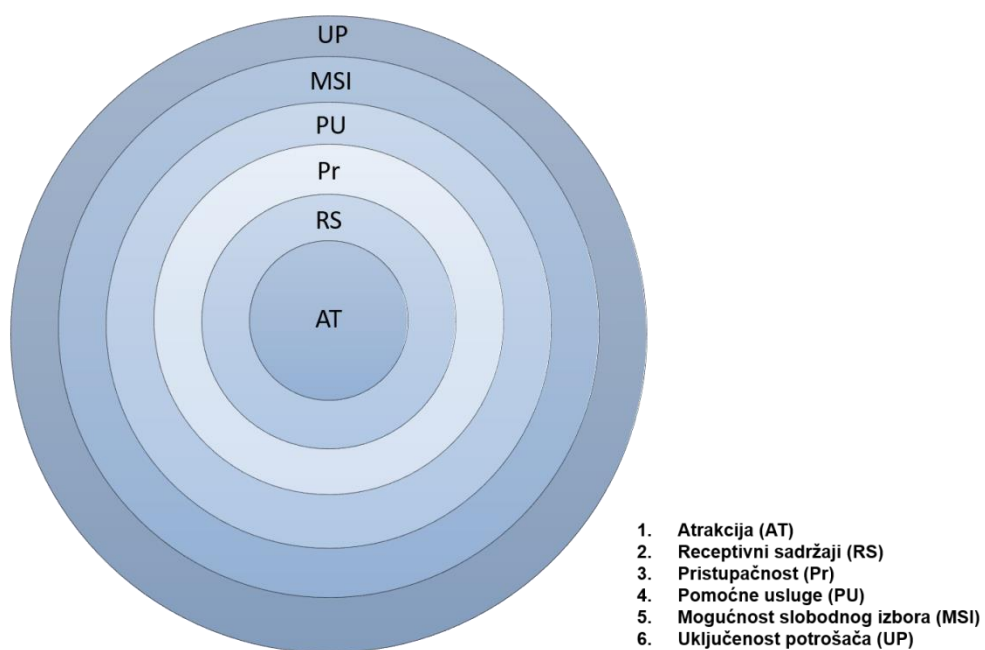 UP
MSI
PU
Pr
RS
AT
1. Atrakcija (AT)
2. Receptivni sadržaji (RS)
3. Pristupačnost (Pr)
4 Pomoćne usluge (PU)
5. Mogućnost slobodnog izbora (MSI)
6. Uključenost potrošača (UP)